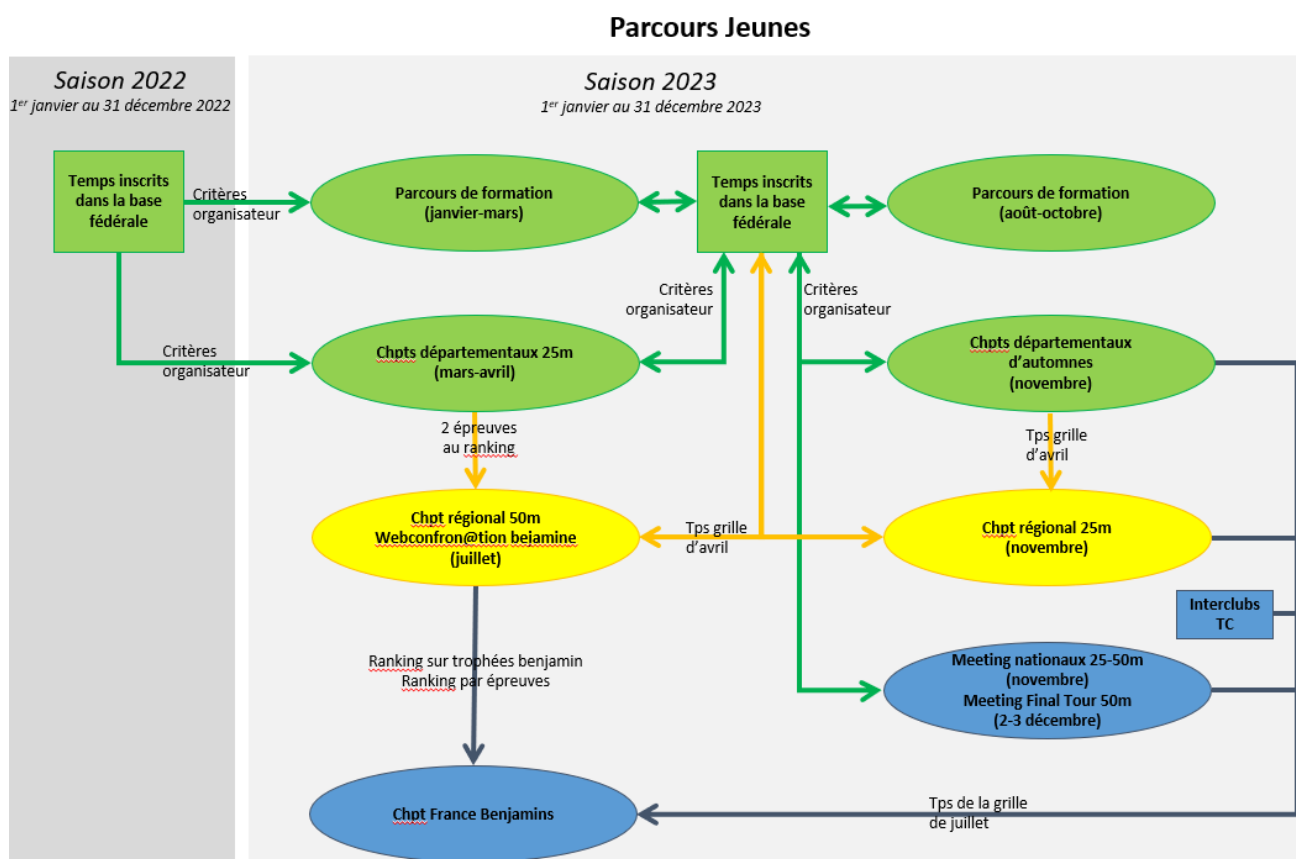 Parcours Jeunes
Saison 2022
1er janvier au 31 décembre 2022
Saison 2023
1er janvier au 31 décembre 2023
Temps inscrits
dans la base
fédérale
Critères
organisateur
Parcours de formation
(janvier-mars)
Temps inscrits
dans la base
fédérale
Parcours de formation
(août-octobre)
Critères
organisateur
Critères
organisateur
Critères
organisateur
Chpts départementaux 25m
(mars-avril)
Chpts départementaux
d'automnes
(novembre)
2 épreuves
au ranking
Tps grille
d'avril
Chpt régional 50m
Webconfron@tion bejamine
(juillet)
Tps grille
d'avril
Chpt régional 25m
(novembre)
Interclubs
TC
Ranking sur trophées benjamin
Ranking par épreuves
Meeting nationaux 25-50m
(novembre)
Meeting Final Tour 50m
(2-3 décembre)
Chpt France Benjamins
Tps de la grille
de juillet